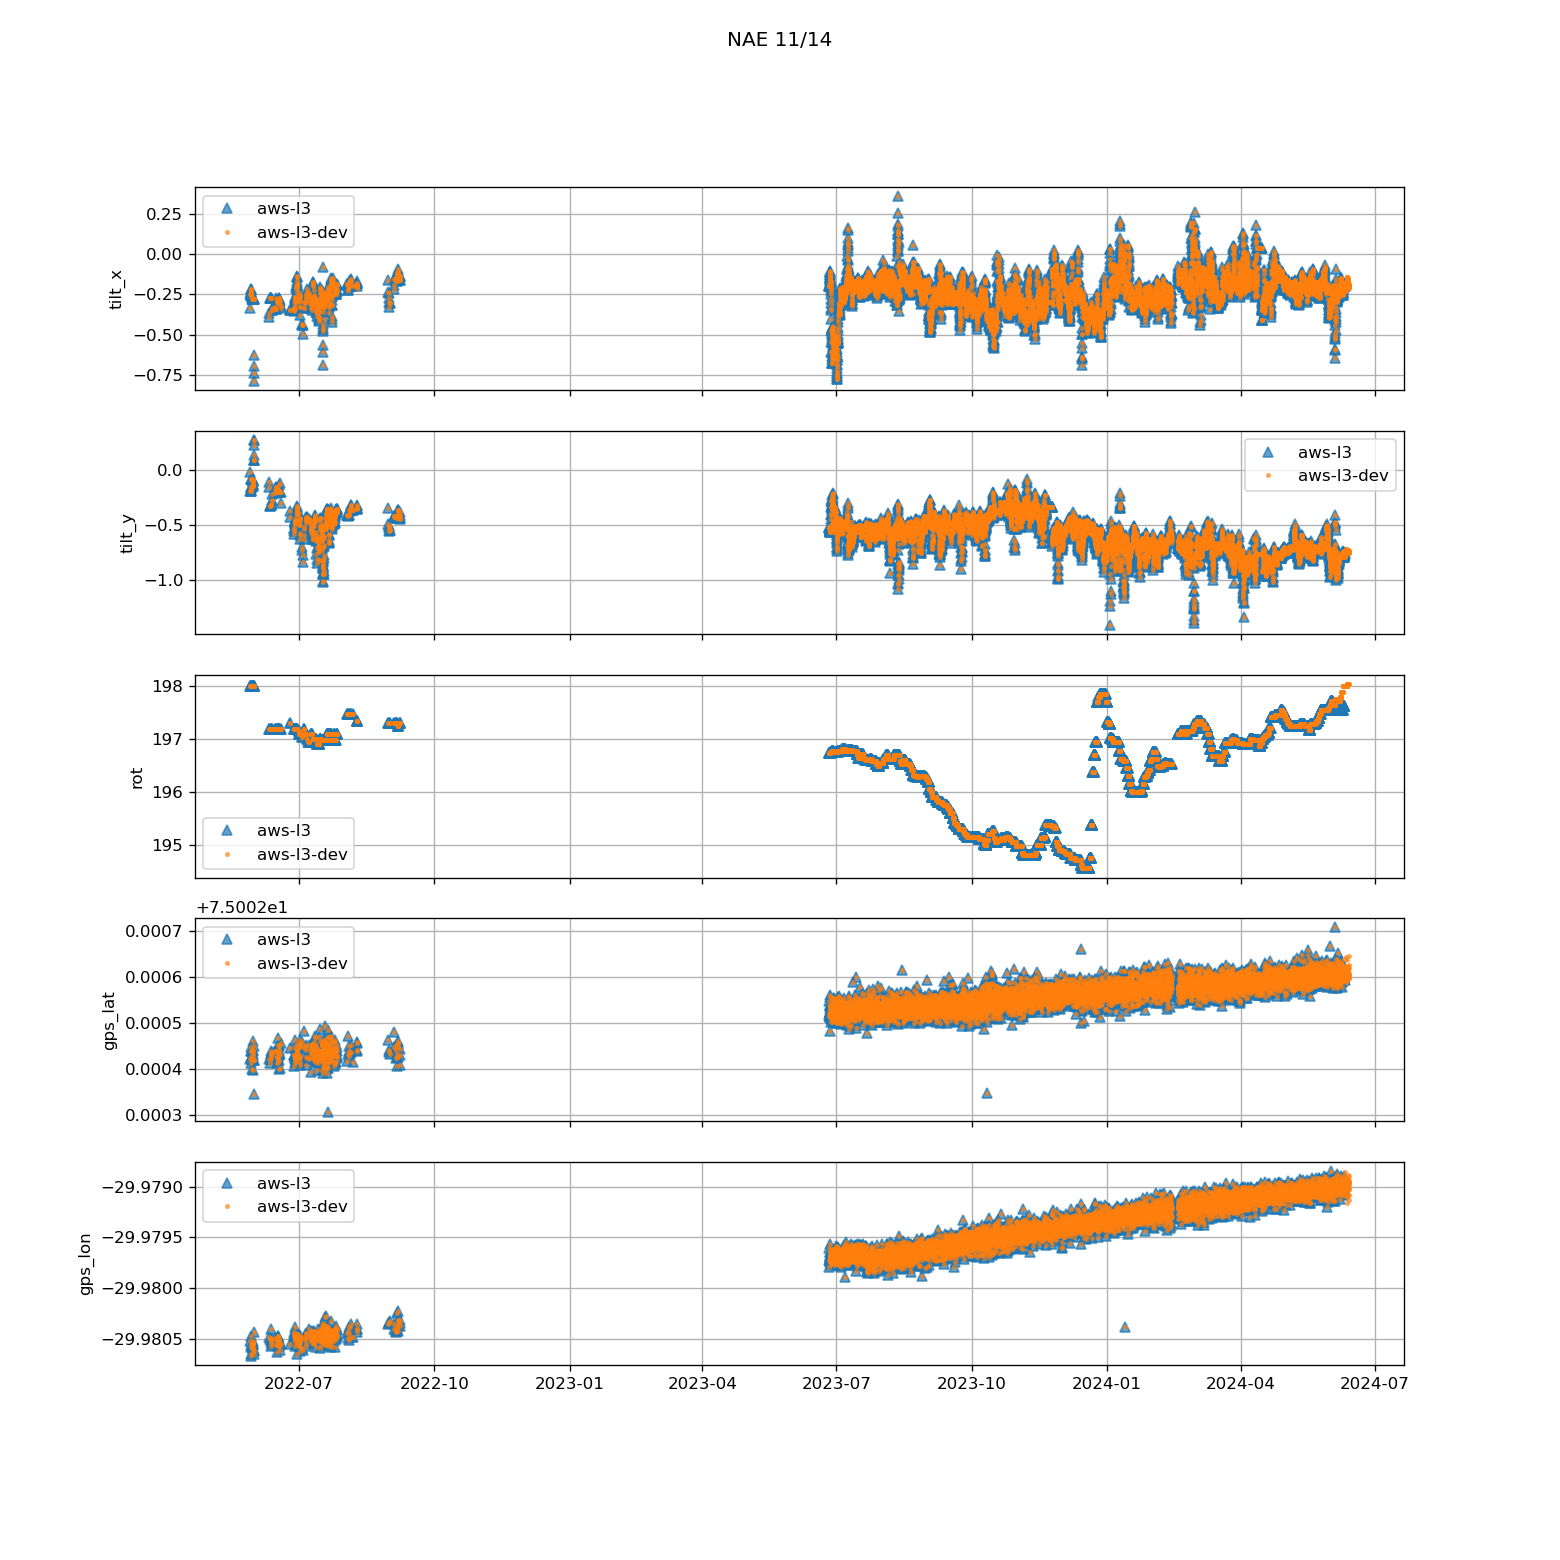 NAE 11/14
tilt_x
0.25
0.00
−0.25
−0.50
−0.75
aws-l3
aws-l3-dev
tilt_y
0.0
−0.5
−1.0
aws-l3
aws-l3-dev
rot
198
197
196
195
aws-l3
aws-l3-dev
+7.5002e1
gps_lat
0.0007
0.0006
0.0005
0.0004
0.0003
aws-l3
aws-l3-dev
gps_lon
−29.9790
−29.9795
−29.9800
−29.9805
aws-l3
aws-l3-dev
2022-07 2022-10 2023-01 2023-04 2023-07 2023-10 2024-01 2024-04 2024-07